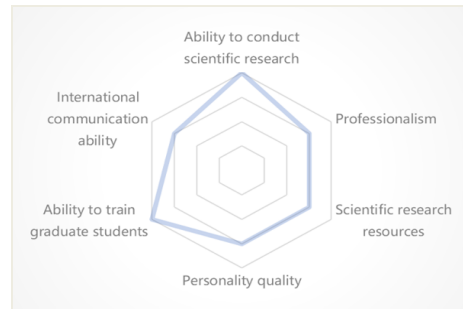 Ability to conduct
scientific research
International
communication
ability
Professionalism
Ability to train
graduate students
Scientific research
resources
Personality quality